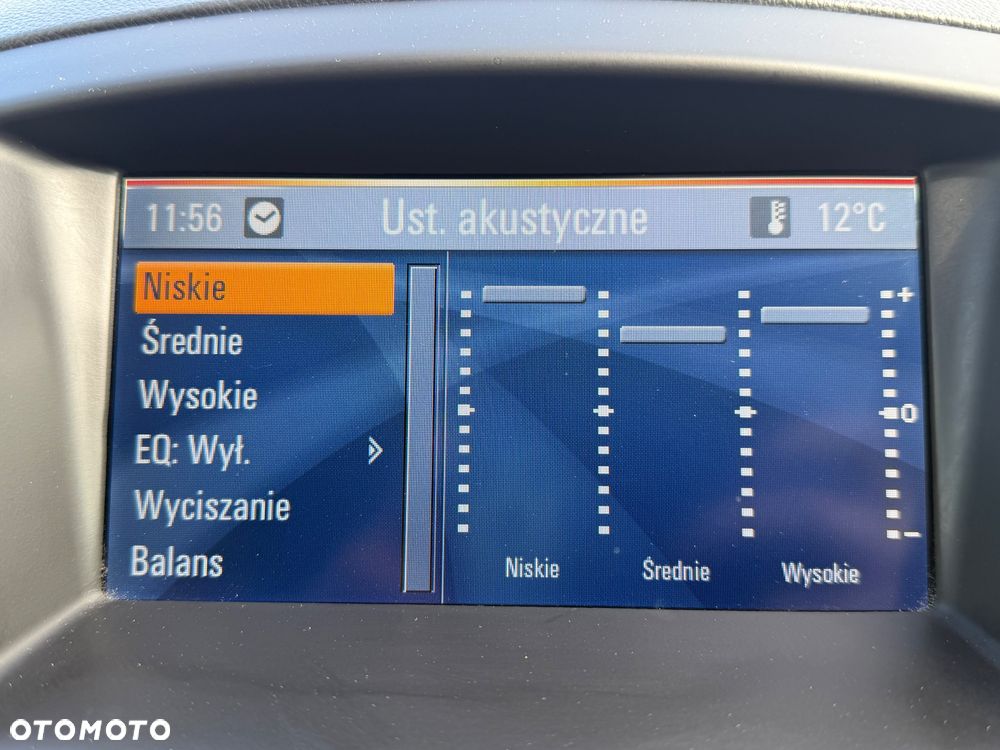 11:56 Ust. akustyczne 12°C
Niskie
Średnie
Wysokie
EQ: Wył. »
Wyciszanie
Balans
+
0
−
Niskie Średnie Wysokie
OTOMOTO